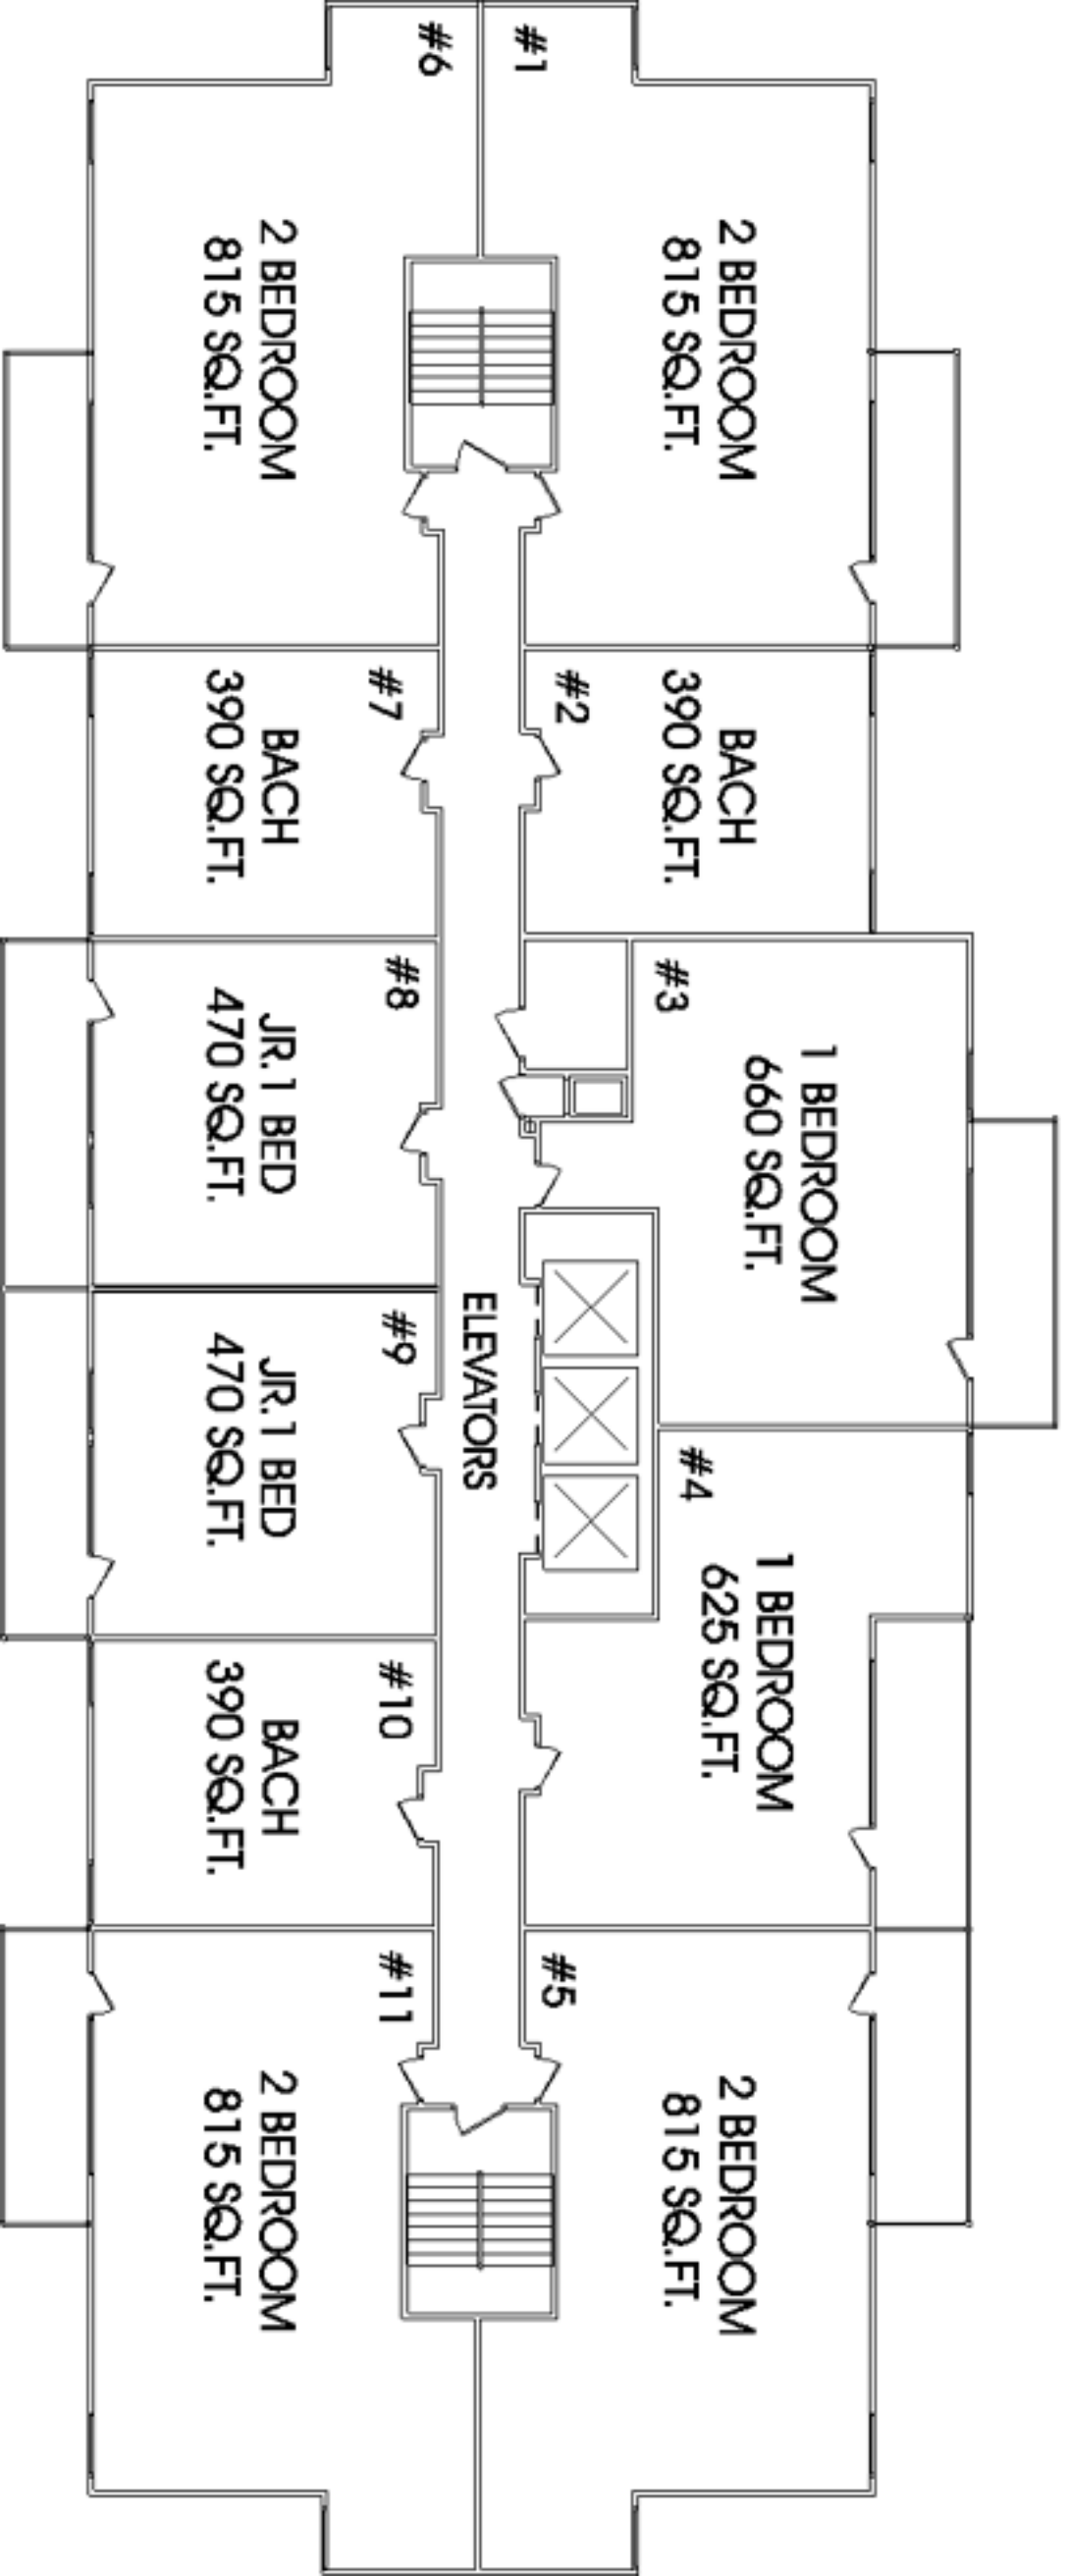 #1
2 BEDROOM
815 SQ.FT.
#2
BACH
390 SQ.FT.
#3
1 BEDROOM
660 SQ.FT.
#4
1 BEDROOM
625 SQ.FT.
#5
2 BEDROOM
815 SQ.FT.
ELEVATORS
#6
2 BEDROOM
815 SQ.FT.
#7
BACH
390 SQ.FT.
#8
JR.1 BED
470 SQ.FT.
#9
JR.1 BED
470 SQ.FT.
#10
BACH
390 SQ.FT.
#11
2 BEDROOM
815 SQ.FT.